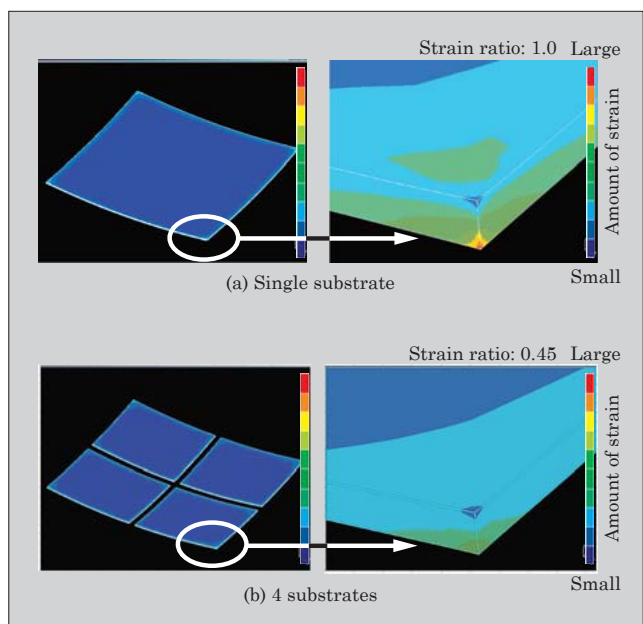 Strain ratio: 1.0 Large
Amount of strain
Small
(a) Single substrate
Strain ratio: 0.45 Large
Amount of strain
Small
(b) 4 substrates